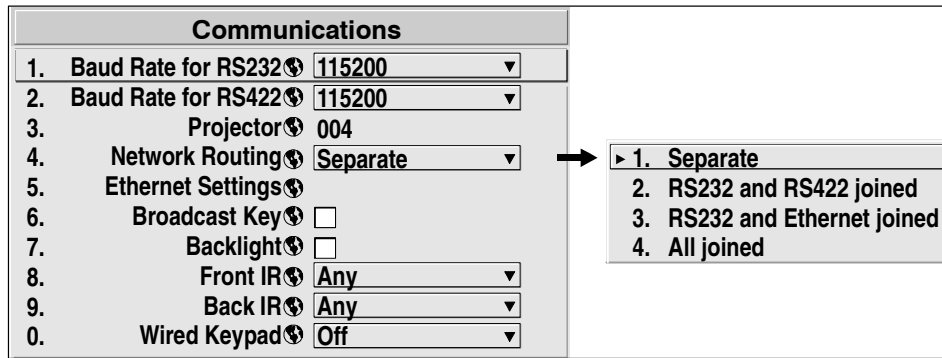 Communications
1. Baud Rate for RS232 115200
2. Baud Rate for RS422 115200
3. Projector 004
4. Network Routing Separate
5. Ethernet Settings
6. Broadcast Key
7. Backlight
8. Front IR Any
9. Back IR Any
0. Wired Keypad Off
1. Separate
2. RS232 and RS422 joined
3. RS232 and Ethernet joined
4. All joined